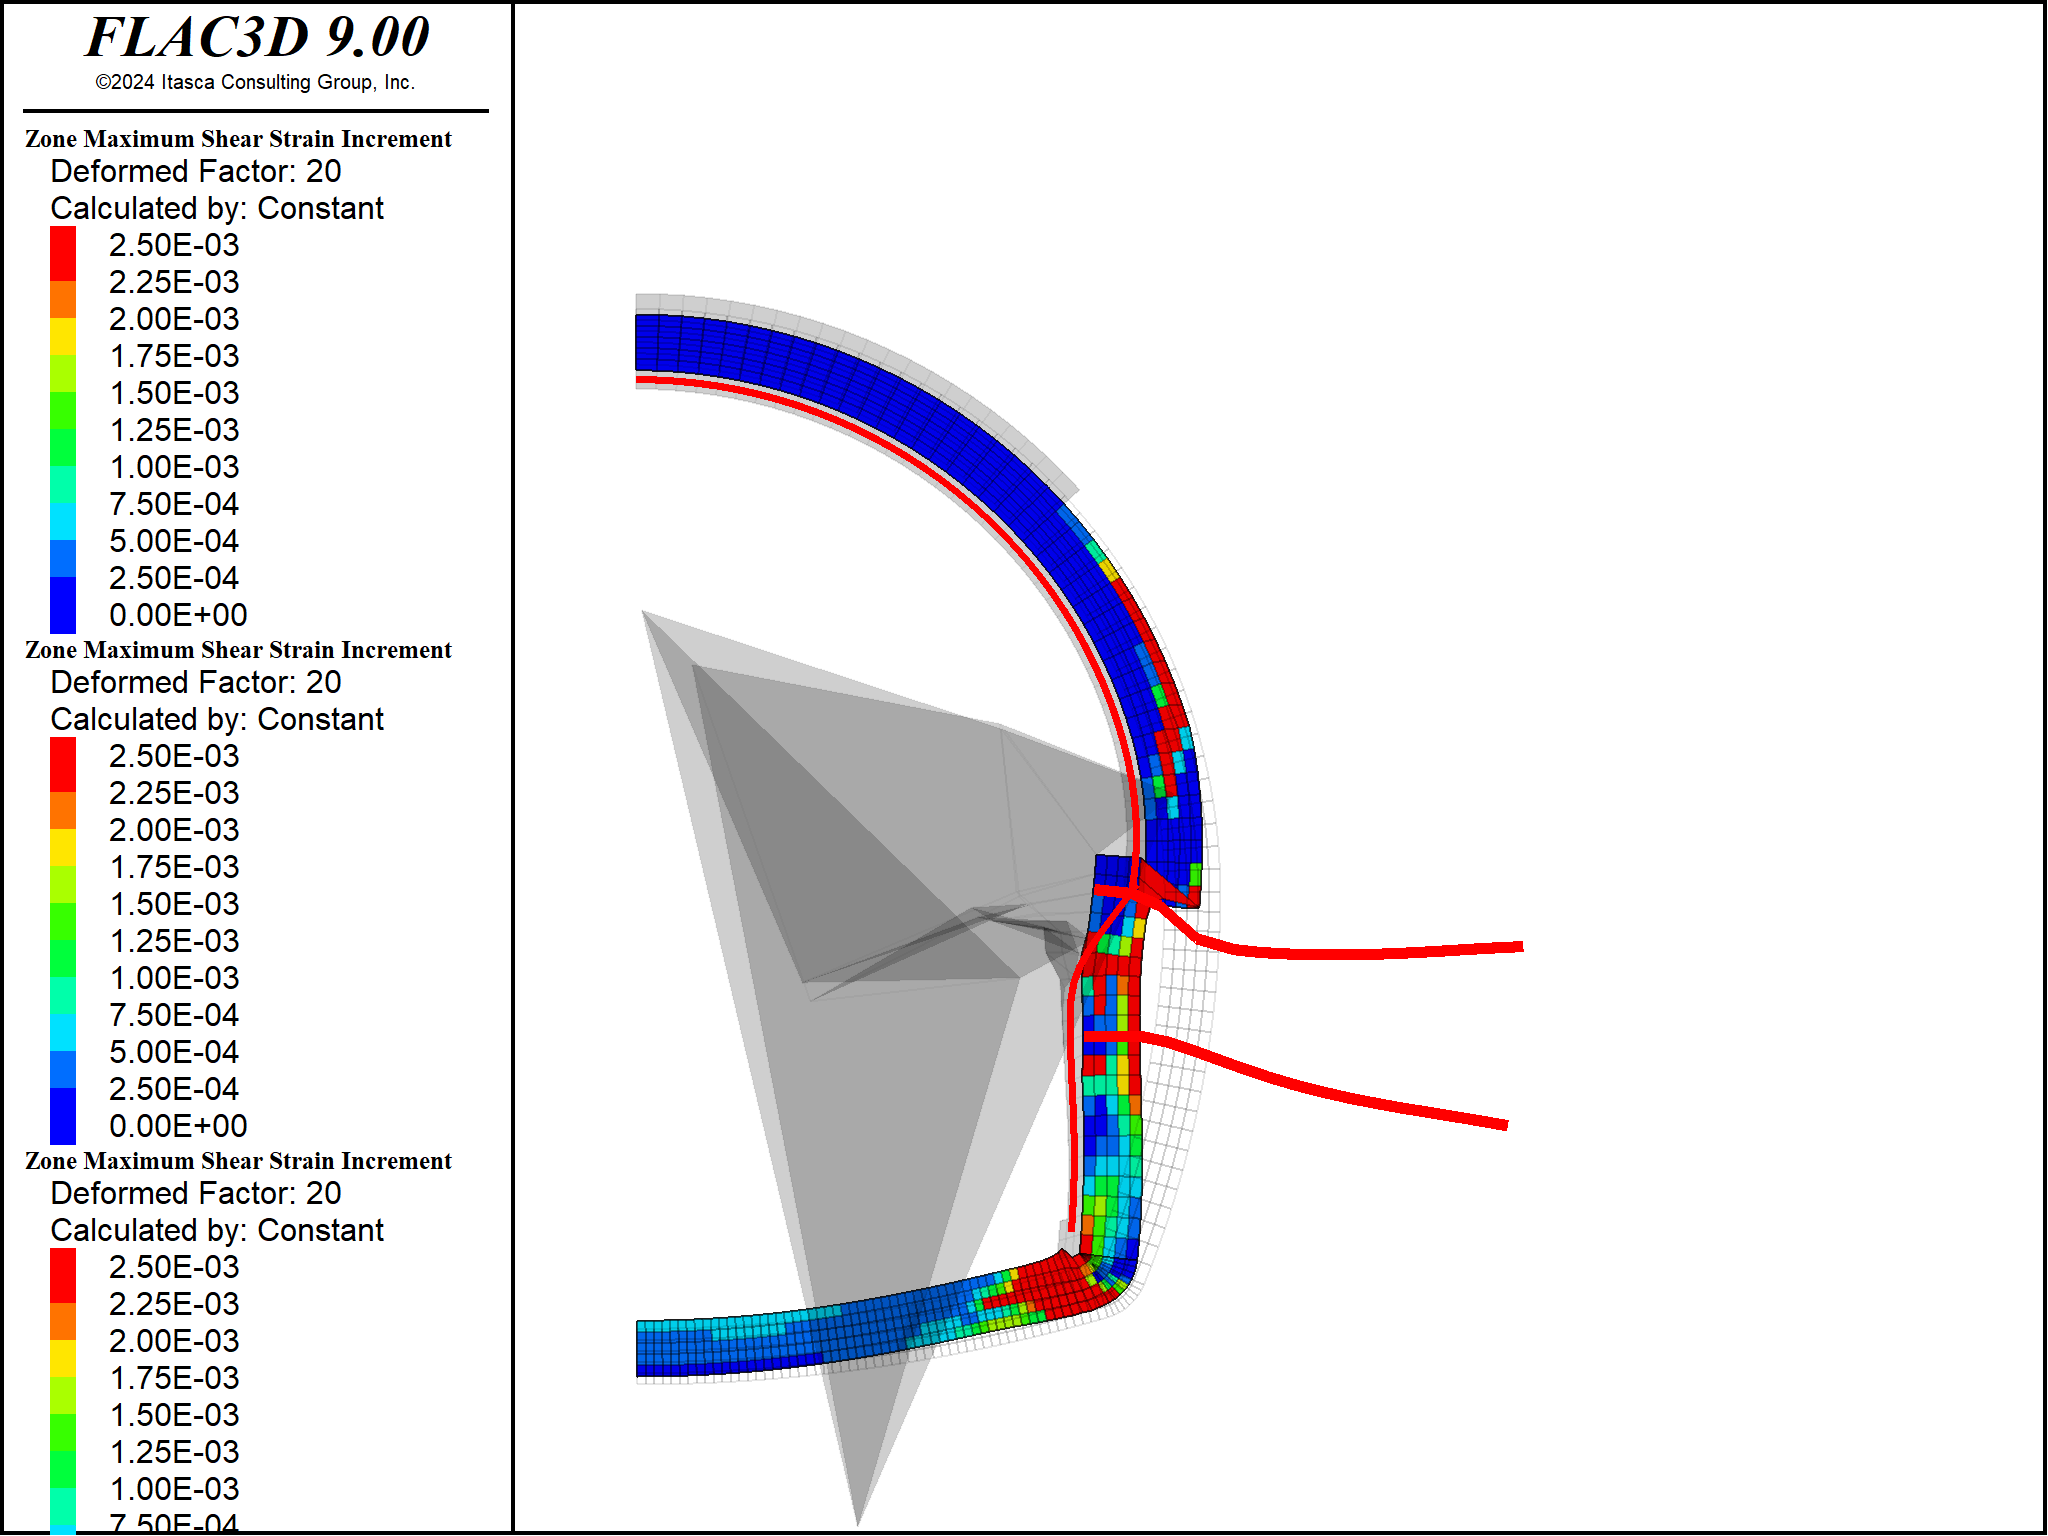 FLAC3D 9.00
©2024 Itasca Consulting Group, Inc.
Zone Maximum Shear Strain Increment
Deformed Factor: 20
Calculated by: Constant
2.50E-03
2.25E-03
2.00E-03
1.75E-03
1.50E-03
1.25E-03
1.00E-03
7.50E-04
5.00E-04
2.50E-04
0.00E+00
Zone Maximum Shear Strain Increment
Deformed Factor: 20
Calculated by: Constant
2.50E-03
2.25E-03
2.00E-03
1.75E-03
1.50E-03
1.25E-03
1.00E-03
7.50E-04
5.00E-04
2.50E-04
0.00E+00
Zone Maximum Shear Strain Increment
Deformed Factor: 20
Calculated by: Constant
2.50E-03
2.25E-03
2.00E-03
1.75E-03
1.50E-03
1.25E-03
1.00E-03
7.50E-04